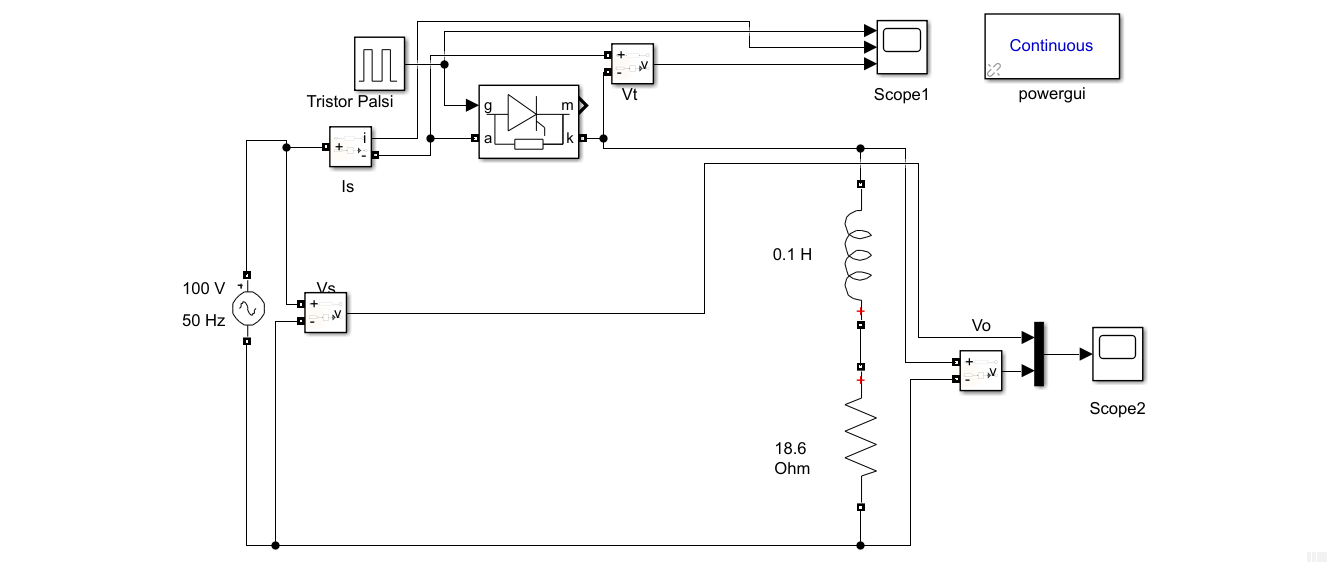 Continuous
powergui
Scope1
Tristor Palsi
+
-
v
Vt
g
m
a
k
i
+
-
Is
100 V
50 Hz
Vs
+
-
v
0.1 H
+
+
18.6
Ohm
Vo
+
-
v
Scope2